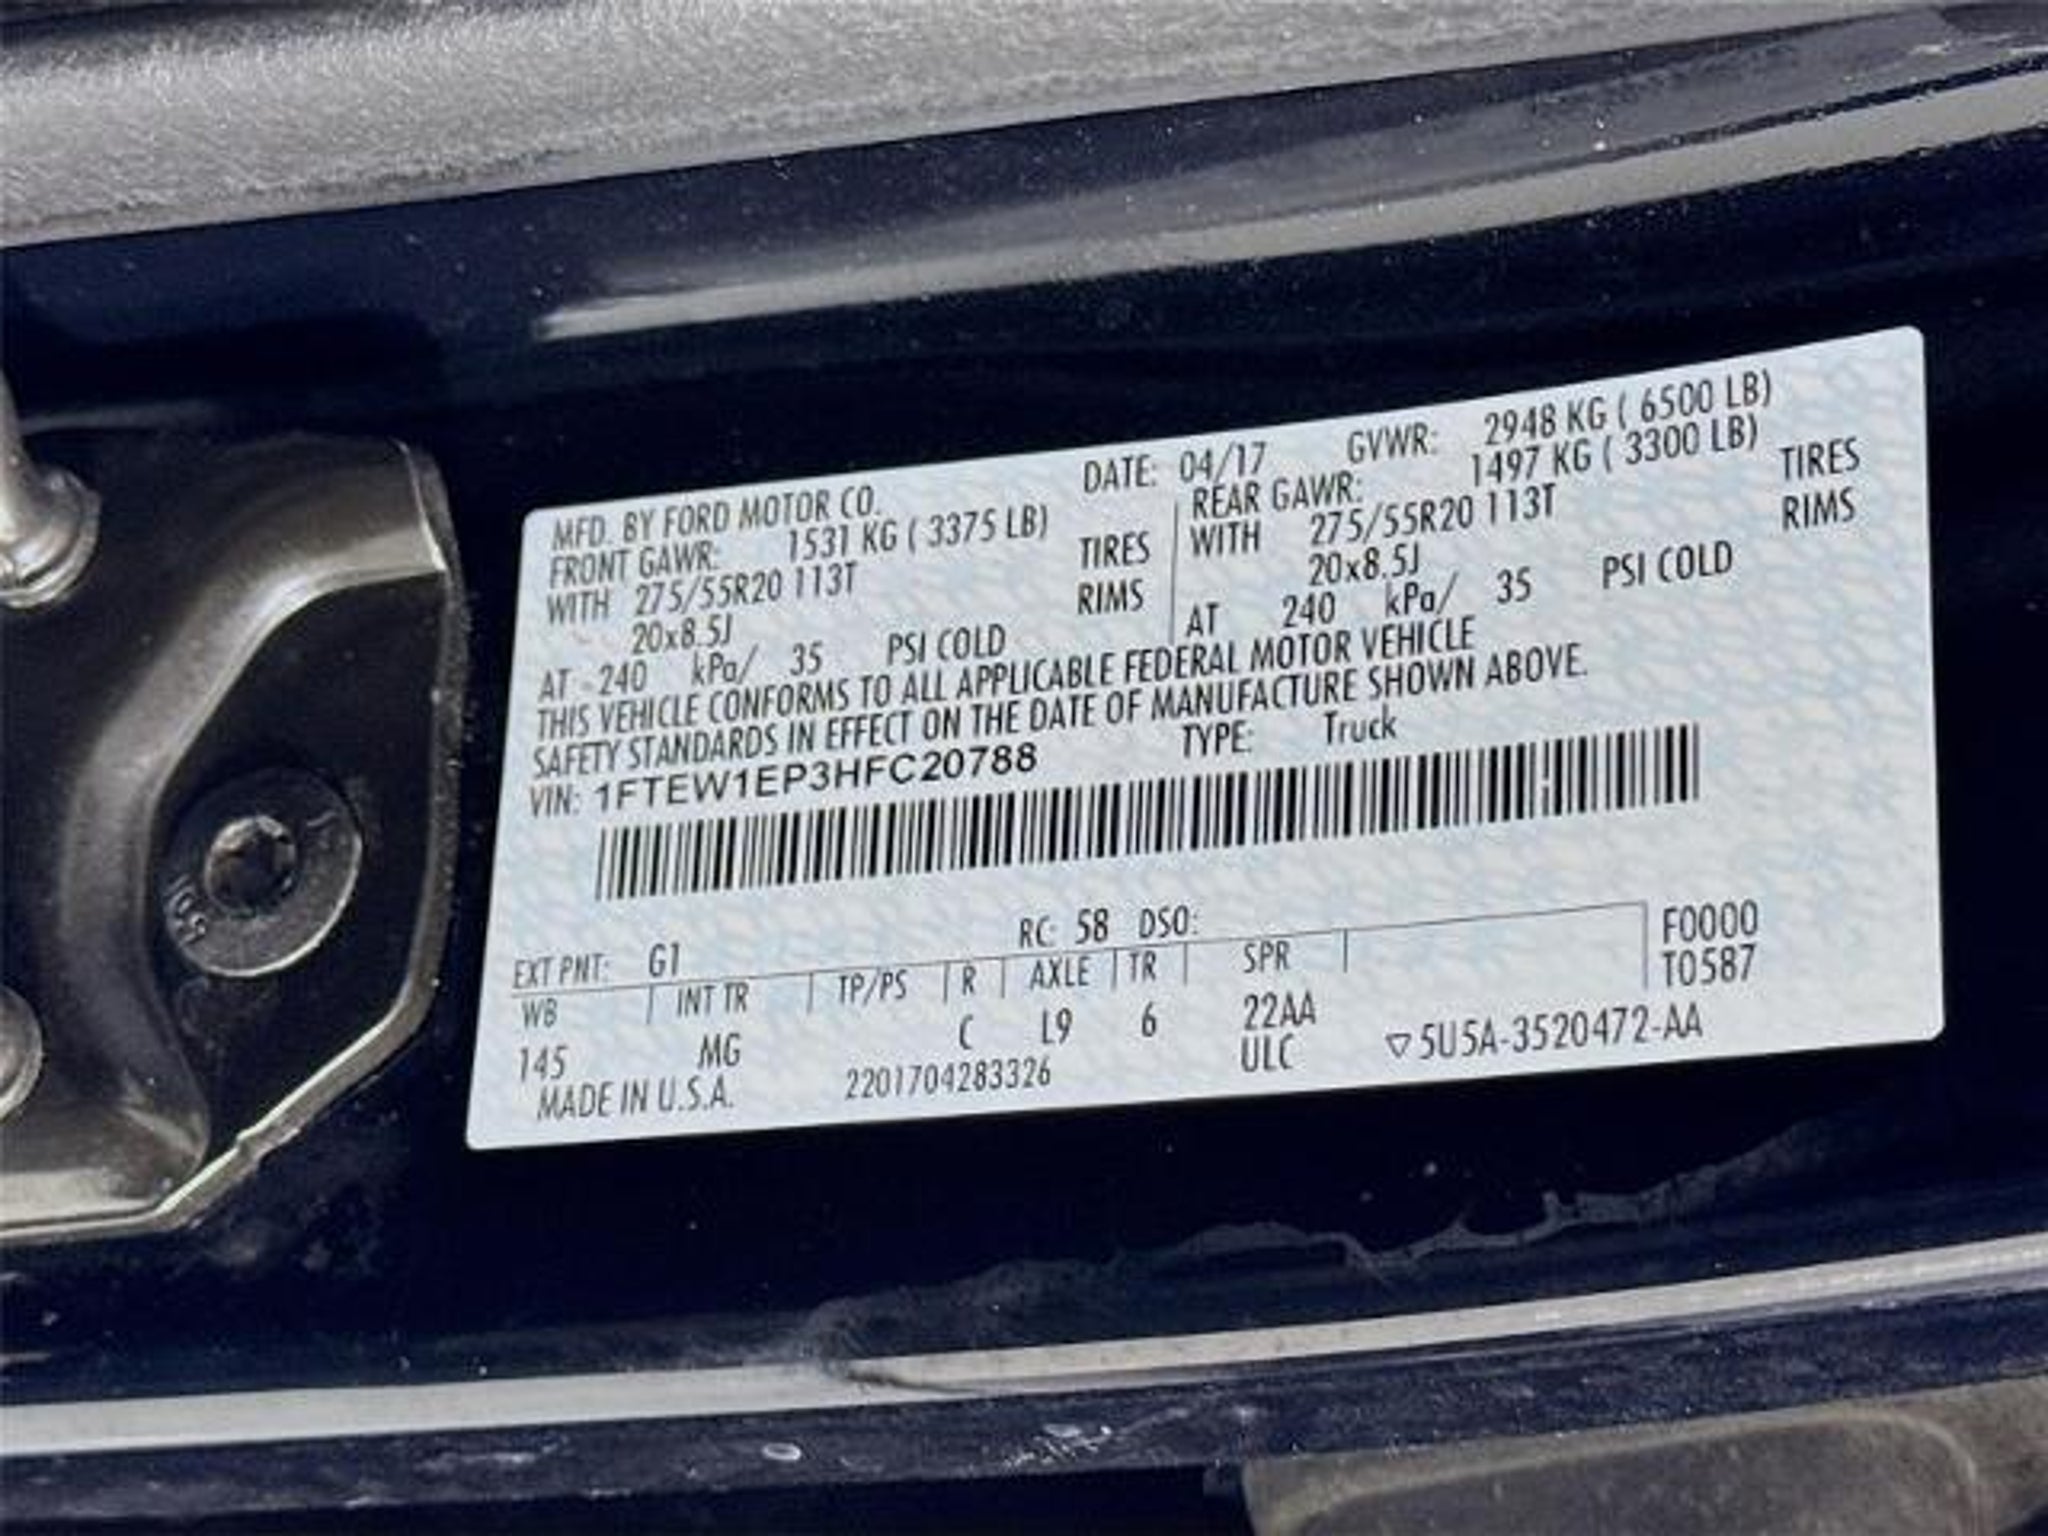 MFD. BY FORD MOTOR CO. DATE: 04/17 GVWR: 2948 KG ( 6500 LB)
FRONT GAWR: 1531 KG ( 3375 LB) REAR GAWR: 1497 KG ( 3300 LB)
WITH 275/55R20 113T TIRES WITH 275/55R20 113T TIRES
20x8.5J RIMS 20x8.5J RIMS
AT 240 kPa/ 35 PSI COLD AT 240 kPa/ 35 PSI COLD
THIS VEHICLE CONFORMS TO ALL APPLICABLE FEDERAL MOTOR VEHICLE
SAFETY STANDARDS IN EFFECT ON THE DATE OF MANUFACTURE SHOWN ABOVE.
VIN: 1FTEW1EP3HFC20788 TYPE: Truck
EXT PNT: G1 RC: 58 DSO: F0000
WB INT TR TP/PS R AXLE TR SPR T0587
145 MG C L9 6 22AA
ULC ▽5U5A-3520472-AA
MADE IN U.S.A. 2201704283326